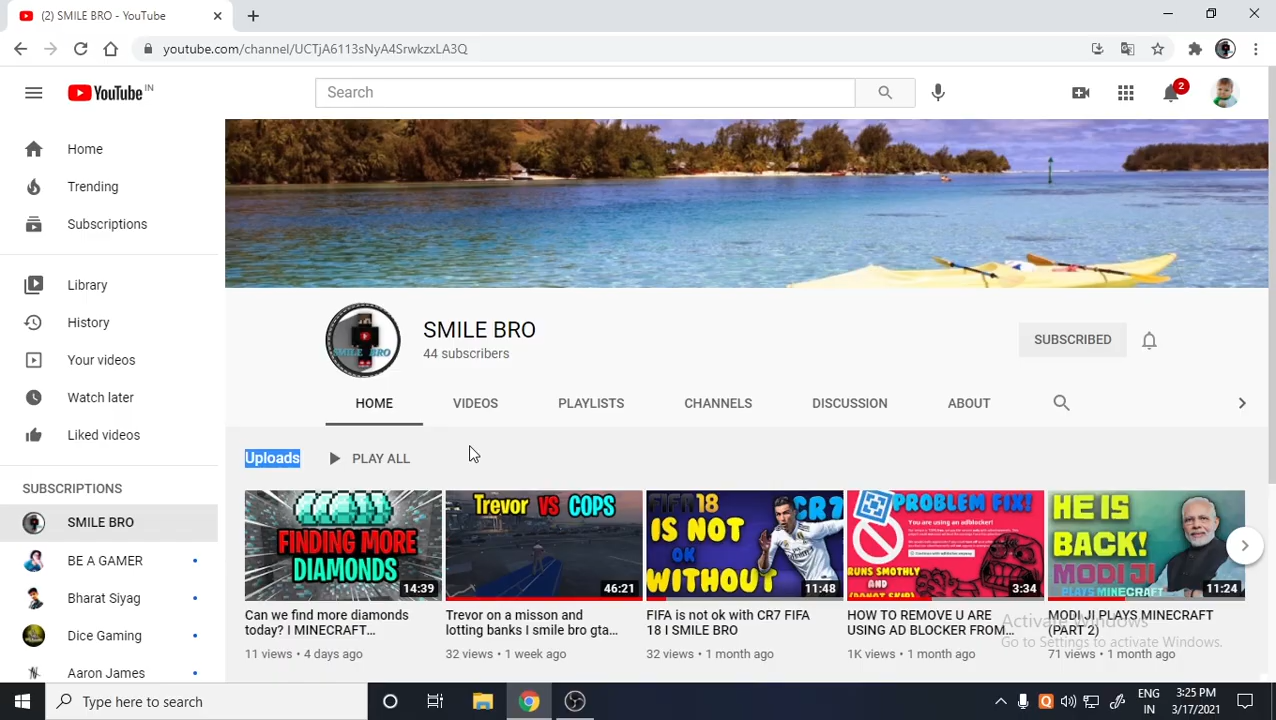 (2) SMILE BRO - YouTube
youtube.com/channel/UCTjA6113sNyA4SrwkzxLA3Q
YouTube IN
Search
2
Home
Trending
Subscriptions
Library
History
Your videos
Watch later
Liked videos
SUBSCRIPTIONS
SMILE BRO
BE A GAMER
Bharat Siyag
Dice Gaming
Aaron James
SMILE BRO
SMILE BRO
44 subscribers
SUBSCRIBED
HOME VIDEOS PLAYLISTS CHANNELS DISCUSSION ABOUT
Uploads PLAY ALL
FINDING MORE
DIAMONDS
14:39
Can we find more diamonds
today? I MINECRAFT...
11 views • 4 days ago
Trevor VS COPS
46:21
Trevor on a misson and
lotting banks I smile bro gta...
32 views • 1 week ago
FIFA 18 CR7
IS NOT
OK
WITHOUT
11:48
FIFA is not ok with CR7 FIFA
18 I SMILE BRO
32 views • 1 month ago
PROBLEM FIX!
You are using an adblocker!
RUNS SMOTHLY
AND
3:34
HOW TO REMOVE U ARE
USING AD BLOCKER FROM...
1K views • 1 month ago
HE IS
BACK!
MODI JI
PLAYS MINECRAFT
11:24
MODI JI PLAYS MINECRAFT
(PART 2)
71 views • 1 month ago
Activate Windows
Go to Settings to activate Windows.
Type here to search
ENG
IN
3:25 PM
3/17/2021